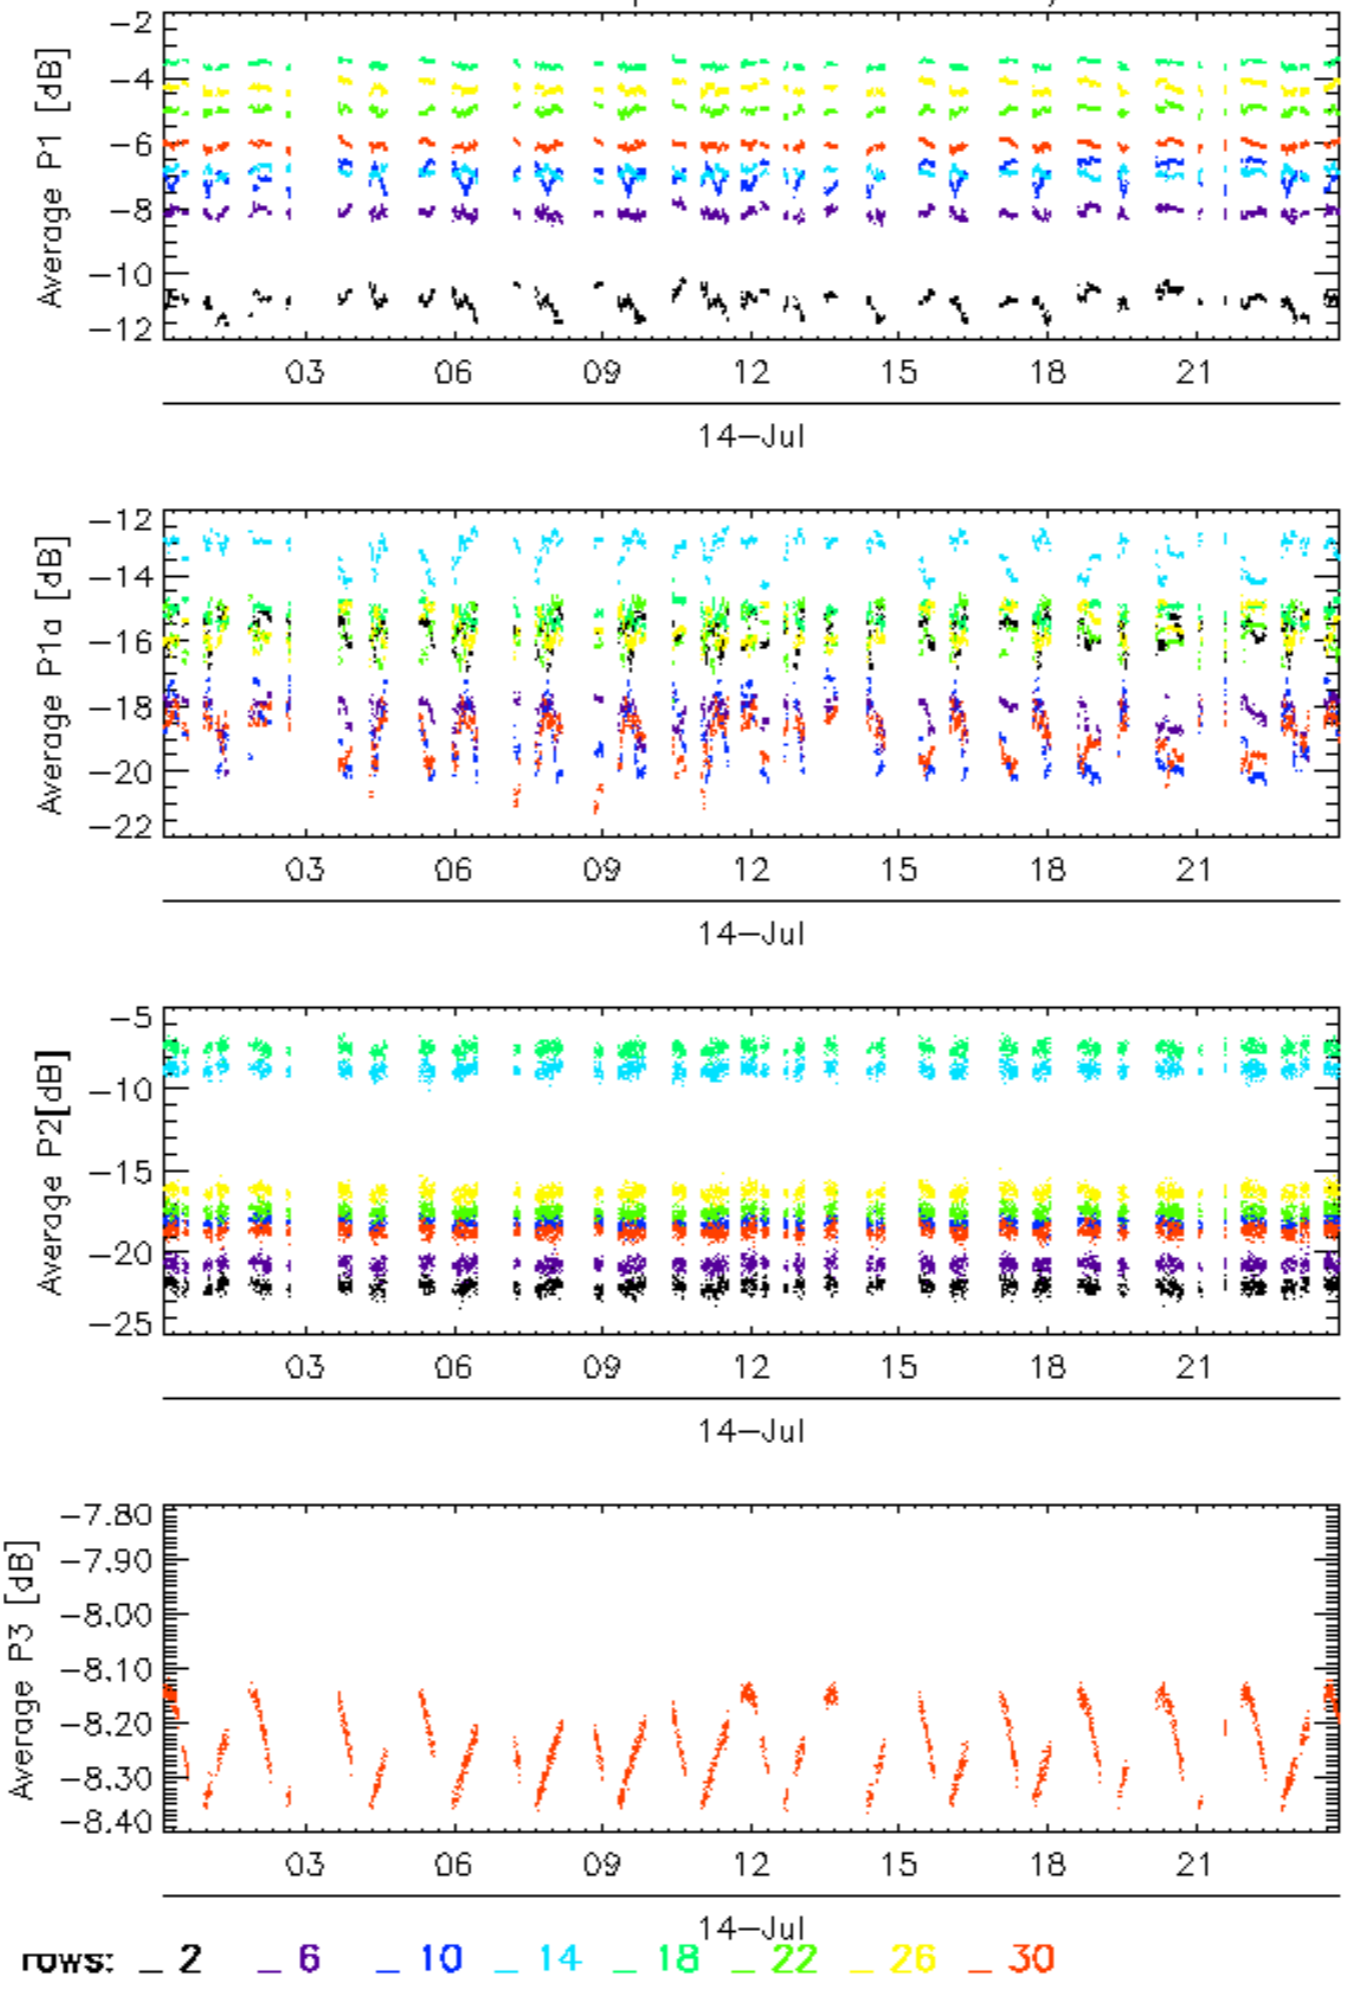 −2
−4
−6
−8
−10
−12
Average P1 [dB]
03 06 09 12 15 18 21
14−Jul
−12
−14
−16
−18
−20
−22
Average P1a [dB]
03 06 09 12 15 18 21
14−Jul
−5
−10
−15
−20
−25
Average P2[dB]
03 06 09 12 15 18 21
14−Jul
−7.80
−7.90
−8.00
−8.10
−8.20
−8.30
−8.40
Average P3 [dB]
03 06 09 12 15 18 21
14−Jul
rows: _ 2 _ 6 _ 10 _ 14 _ 18 _ 22 _ 26 _ 30